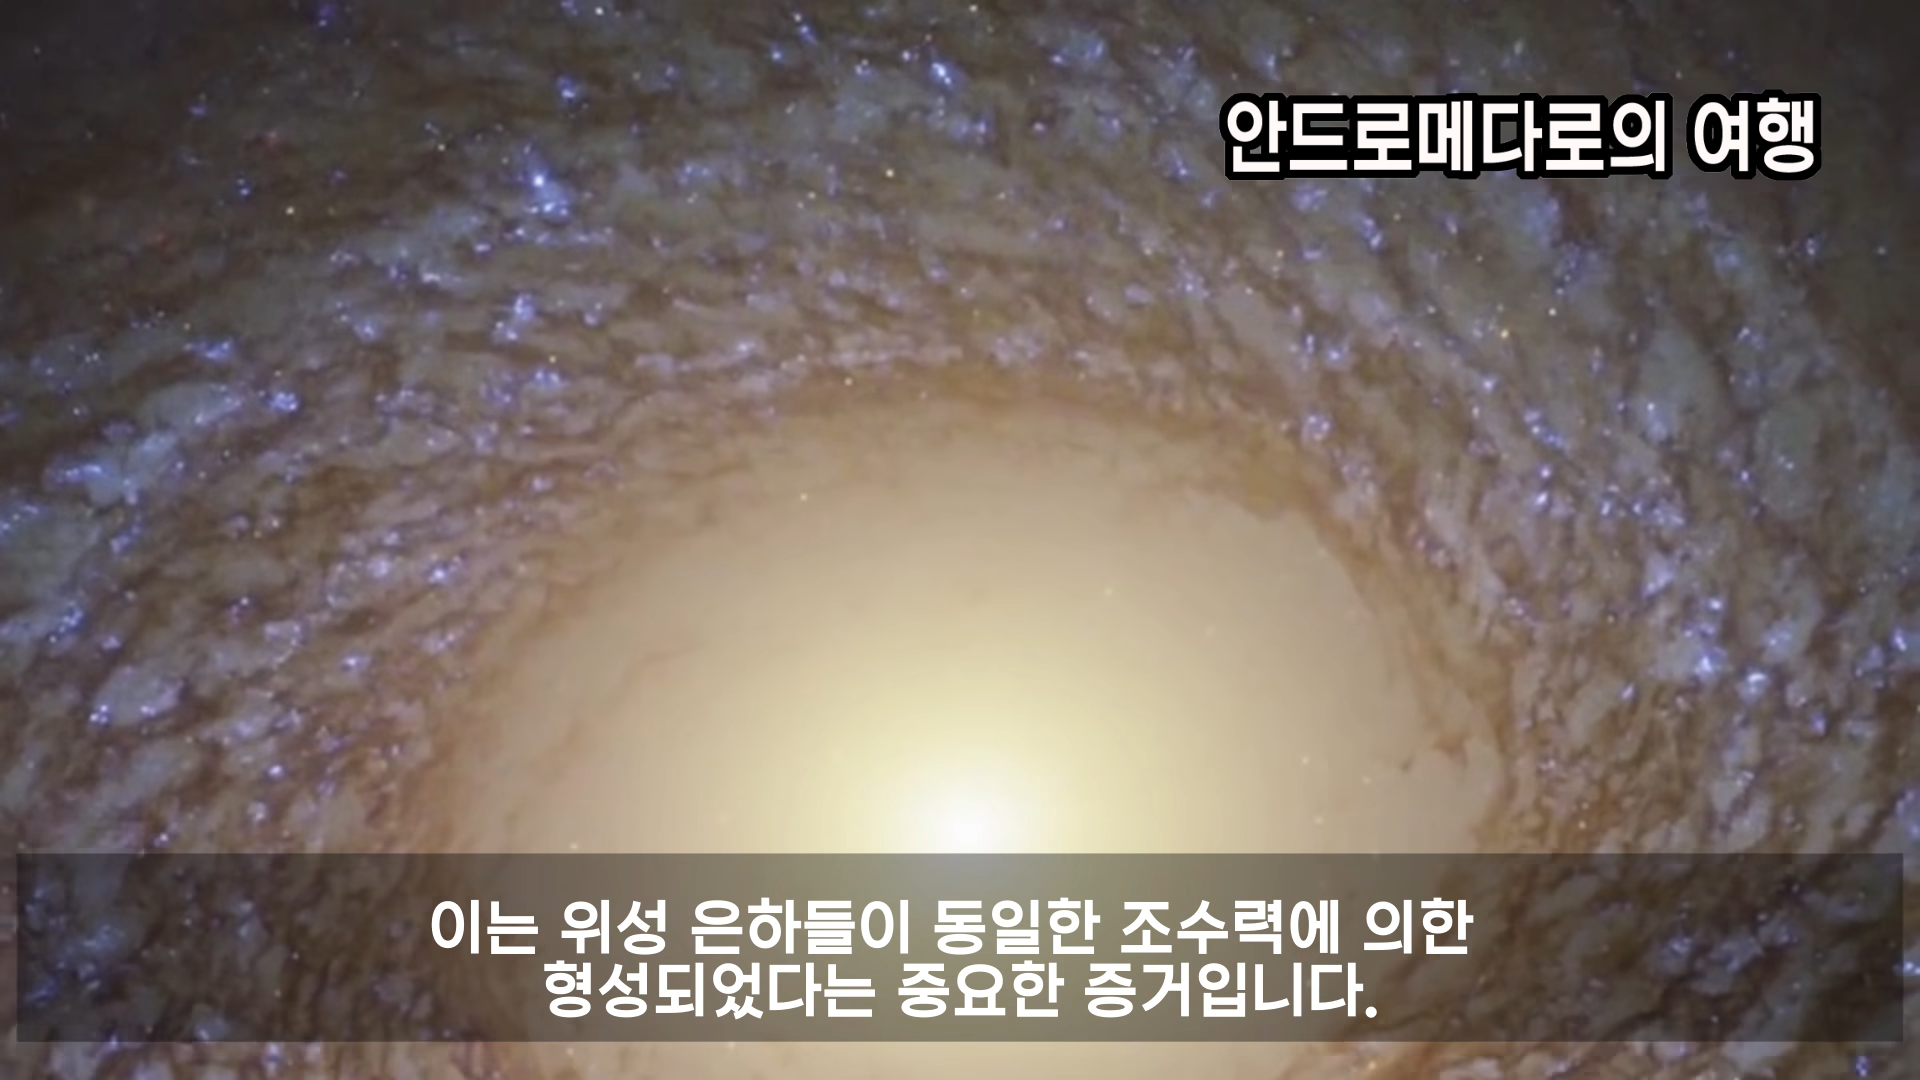 안드로메다로의 여행
이는 위성 은하들이 동일한 조수력에 의한
형성되었다는 중요한 증거입니다.